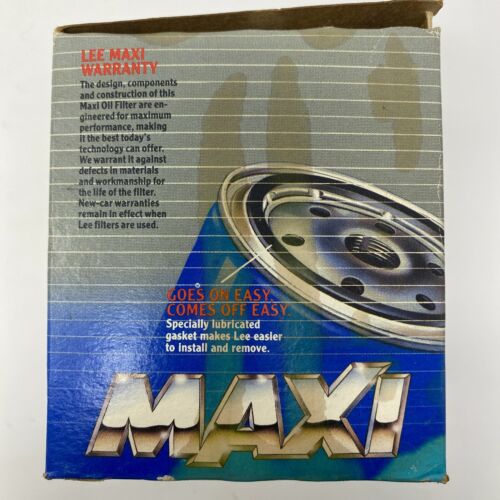 LEE MAXI
WARRANTY
The design, components
and construction of this
Maxi Oil Filter are en-
gineered for maximum
performance, making
it the best today's
technology can offer.
We warrant it against
defects in materials
and workmanship for
the life of the filter.
New-car warranties
remain in effect when
Lee filters are used.
GOES ON EASY
COMES OFF EASY.
Specially lubricated
gasket makes Lee easier
to install and remove.
MAXI